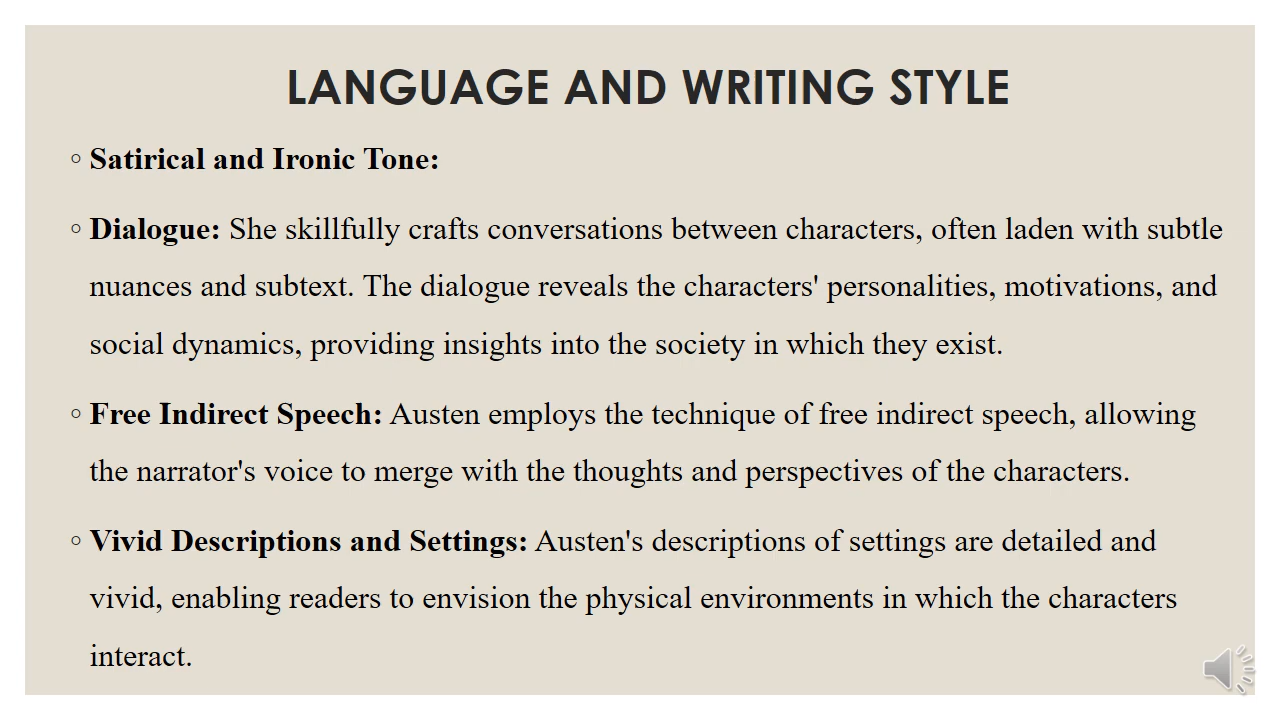 LANGUAGE AND WRITING STYLE
◦ Satirical and Ironic Tone:
◦ Dialogue: She skillfully crafts conversations between characters, often laden with subtle
nuances and subtext. The dialogue reveals the characters' personalities, motivations, and
social dynamics, providing insights into the society in which they exist.
◦ Free Indirect Speech: Austen employs the technique of free indirect speech, allowing
the narrator's voice to merge with the thoughts and perspectives of the characters.
◦ Vivid Descriptions and Settings: Austen's descriptions of settings are detailed and
vivid, enabling readers to envision the physical environments in which the characters
interact.